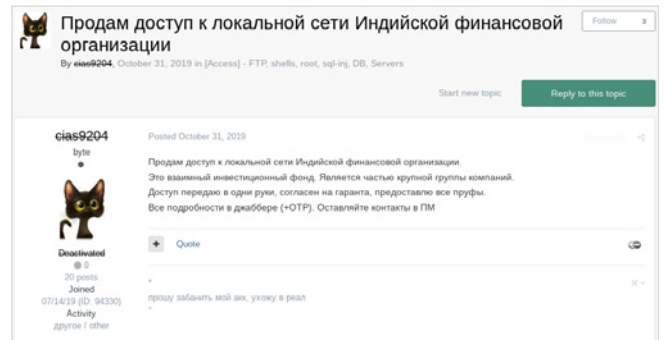 Продам доступ к локальной сети Индийской финансовой
организации
Follow 3
By cias9204, October 31, 2019 in [Access] - FTP, shells, root, sql-inj, DB, Servers
Start new topic
Reply to this topic
cias9204
byte
Deactivated
0
20 posts
Joined
07/14/19 (ID: 94330)
Activity
другое / other
Posted October 31, 2019
Продам доступ к локальной сети Индийской финансовой организации.
Это взаимный инвестиционный фонд. Является частью крупной группы компаний.
Доступ передаю в одни руки, согласен на гаранта, предоставлю все пруфы.
Все подробности в джаббере (+OTP). Оставляйте контакты в ПМ
+ Quote
"
прошу забанить мой акк, ухожу в реал
"